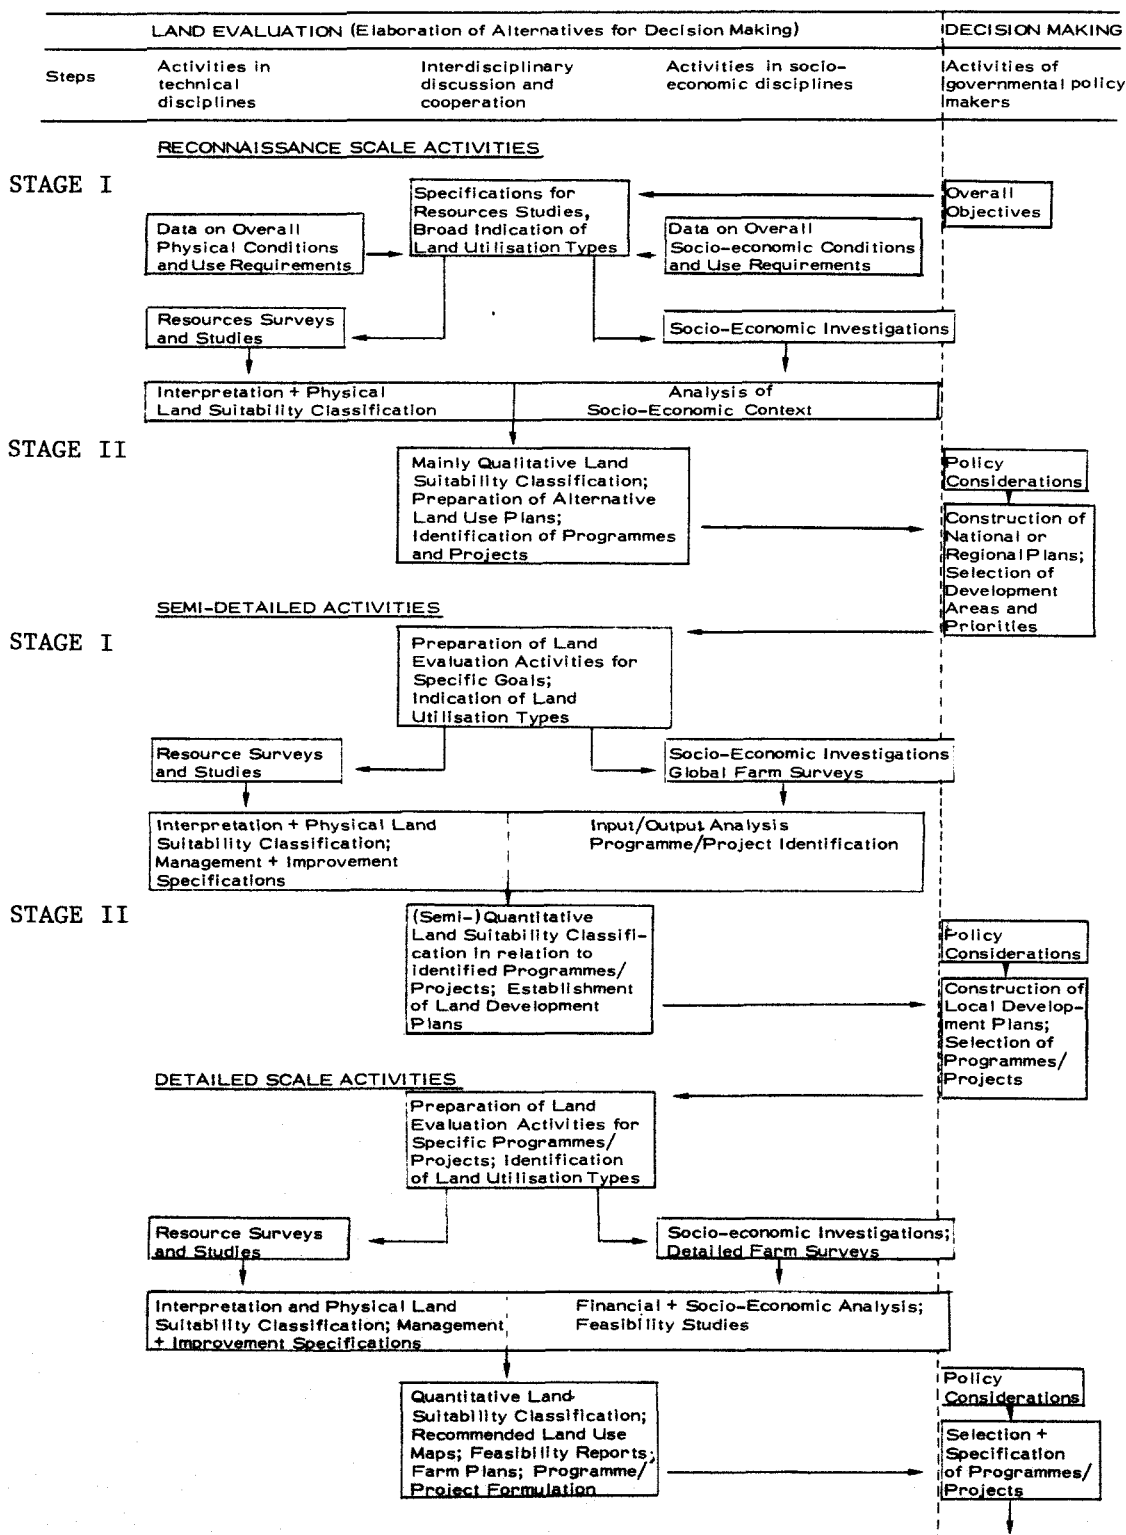 LAND EVALUATION (Elaboration of Alternatives for Decision Making)
DECISION MAKING
Steps
Activities in
technical
disciplines
Interdisciplinary
discussion and
cooperation
Activities in socio-
economic disciplines
Activities of
governmental policy
makers
RECONNAISSANCE SCALE ACTIVITIES
STAGE I
Specifications for
Resources Studies,
Broad Indication of
Land Utilisation Types
Overall
Objectives
Data on Overall
Physical Conditions
and Use Requirements
Data on Overall
Socio-economic Conditions
and Use Requirements
Resources Surveys
and Studies
Socio-Economic Investigations
Interpretation + Physical
Land Suitability Classification
Analysis of
Socio-Economic Context
STAGE II
Mainly Qualitative Land
Suitability Classification;
Preparation of Alternative
Land Use Plans;
Identification of Programmes
and Projects
Policy
Considerations
Construction of
National or
Regional Plans;
Selection of
Development
Areas and
Priorities
SEMI-DETAILED ACTIVITIES
STAGE I
Preparation of Land
Evaluation Activities for
Specific Goals;
Indication of Land
Utilisation Types
Resource Surveys
and Studies
Socio-Economic Investigations
Global Farm Surveys
Interpretation + Physical Land
Suitability Classification;
Management + Improvement
Specifications
Input/Output Analysis
Programme/Project Identification
STAGE II
(Semi-)Quantitative
Land Suitability Classifi-
cation in relation to
identified Programmes/
Projects; Establishment
of Land Development
Plans
Policy
Considerations
Construction of
Local Develop-
ment Plans;
Selection of
Programmes/
Projects
DETAILED SCALE ACTIVITIES
Preparation of Land
Evaluation Activities for
Specific Programmes/
Projects; Identification
of Land Utilisation Types
Resource Surveys
and Studies
Socio-economic Investigations;
Detailed Farm Surveys
Interpretation and Physical Land
Suitability Classification; Management
+ Improvement Specifications
Financial + Socio-Economic Analysis;
Feasibility Studies
Quantitative Land
Suitability Classification;
Recommended Land Use
Maps; Feasibility Reports;
Farm Plans; Programme/
Project Formulation
Policy
Considerations
Selection +
Specification
of Programmes/
Projects